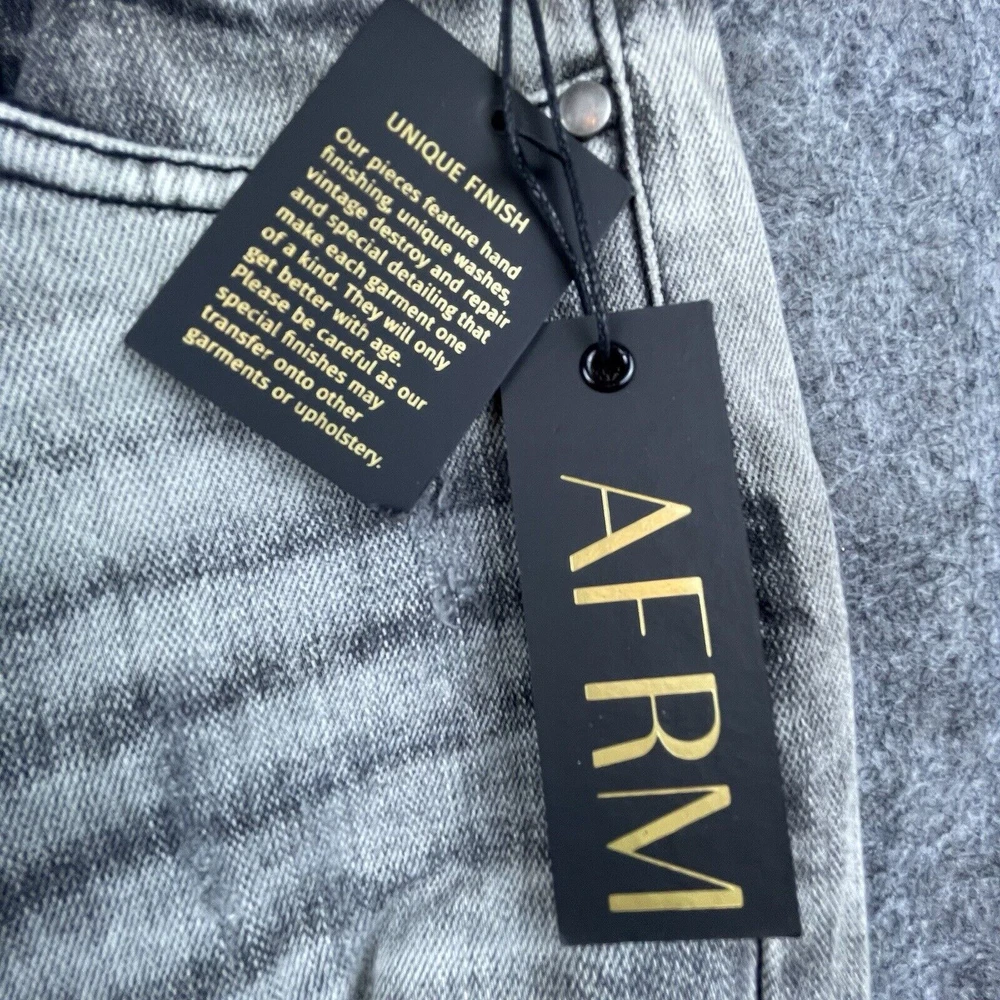 UNIQUE FINISH
Our pieces feature hand
finishing, unique washes,
vintage destroy and repair
and special detailing that
make each garment one
of a kind. They will only
get better with age.
Please be careful as our
special finishes may
transfer onto other
garments or upholstery.
AFRM